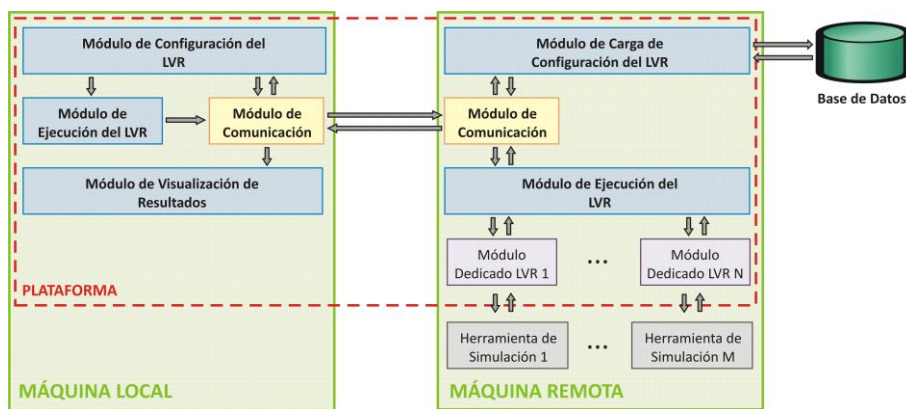 Módulo de Configuración del
LVR
Módulo de
Ejecución del LVR
Módulo de
Comunicación
Módulo de Visualización de
Resultados
PLATAFORMA
MÁQUINA LOCAL
Módulo de Carga de
Configuración del LVR
Módulo de
Comunicación
Módulo de Ejecución del
LVR
Módulo
Dedicado LVR 1
...
Módulo
Dedicado LVR N
Herramienta de
Simulación 1
...
Herramienta de
Simulación M
MÁQUINA REMOTA
Base de Datos